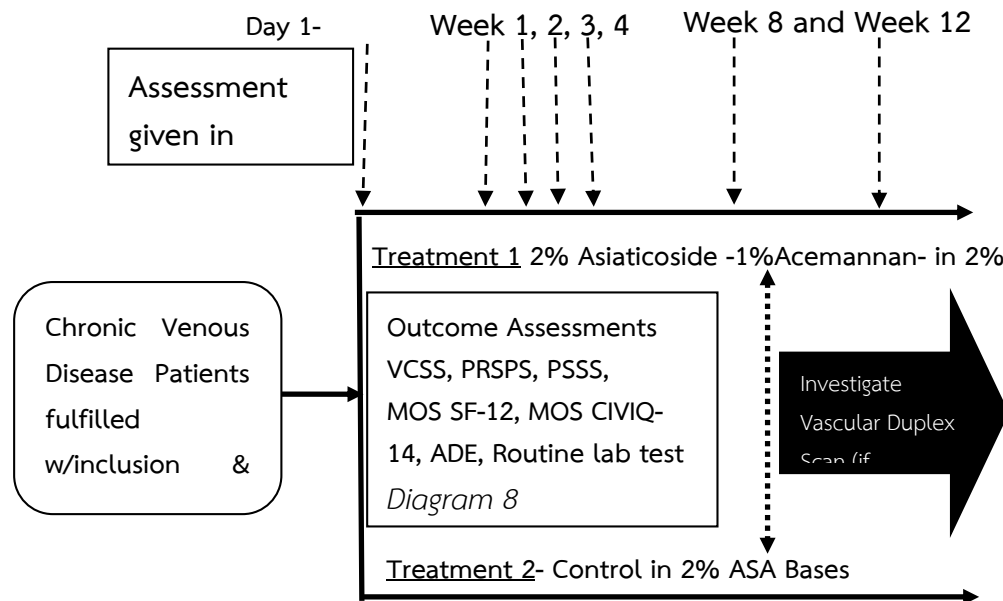 Day 1-
Week 1, 2, 3, 4
Week 8 and Week 12
Assessment
given in
Treatment 1 2% Asiaticoside -1%Acemannan- in 2%
Chronic Venous
Disease Patients
fulfilled
w/inclusion &
Outcome Assessments
VCSS, PRSPS, PSSS,
MOS SF-12, MOS CIVIQ-
14, ADE, Routine lab test
Diagram 8
Investigate
Vascular Duplex
Scan (if
Treatment 2- Control in 2% ASA Bases